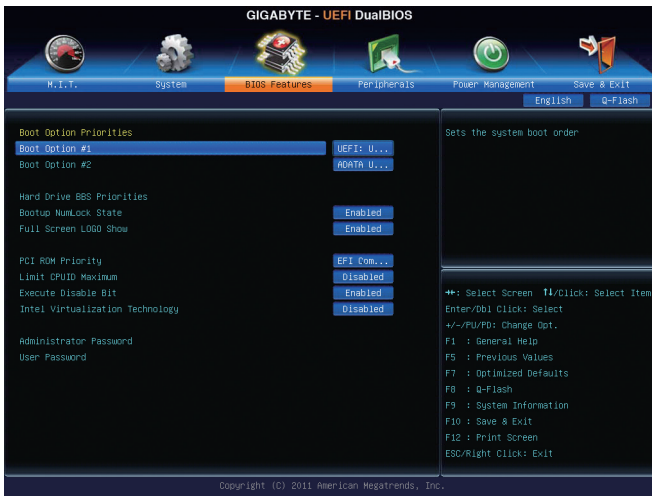 GIGABYTE - UEFI DualBIOS
M.I.T. System BIOS Features Peripherals Power Management Save & Exit
English Q-Flash
Boot Option Priorities
Boot Option #1 UEFI: U...
Boot Option #2 ADATA U...
Hard Drive BBS Priorities
Bootup NumLock State Enabled
Full Screen LOGO Show Enabled
PCI ROM Priority EFI Com...
Limit CPUID Maximum Disabled
Execute Disable Bit Enabled
Intel Virtualization Technology Disabled
Administrator Password
User Password
Sets the system boot order
→←: Select Screen ↑↓/Click: Select Item
Enter/Dbl Click: Select
+/-/PU/PD: Change Opt.
F1 : General Help
F5 : Previous Values
F7 : Optimized Defaults
F8 : Q-Flash
F9 : System Information
F10 : Save & Exit
F12 : Print Screen
ESC/Right Click: Exit
Copyright (C) 2011 American Megatrends, Inc.